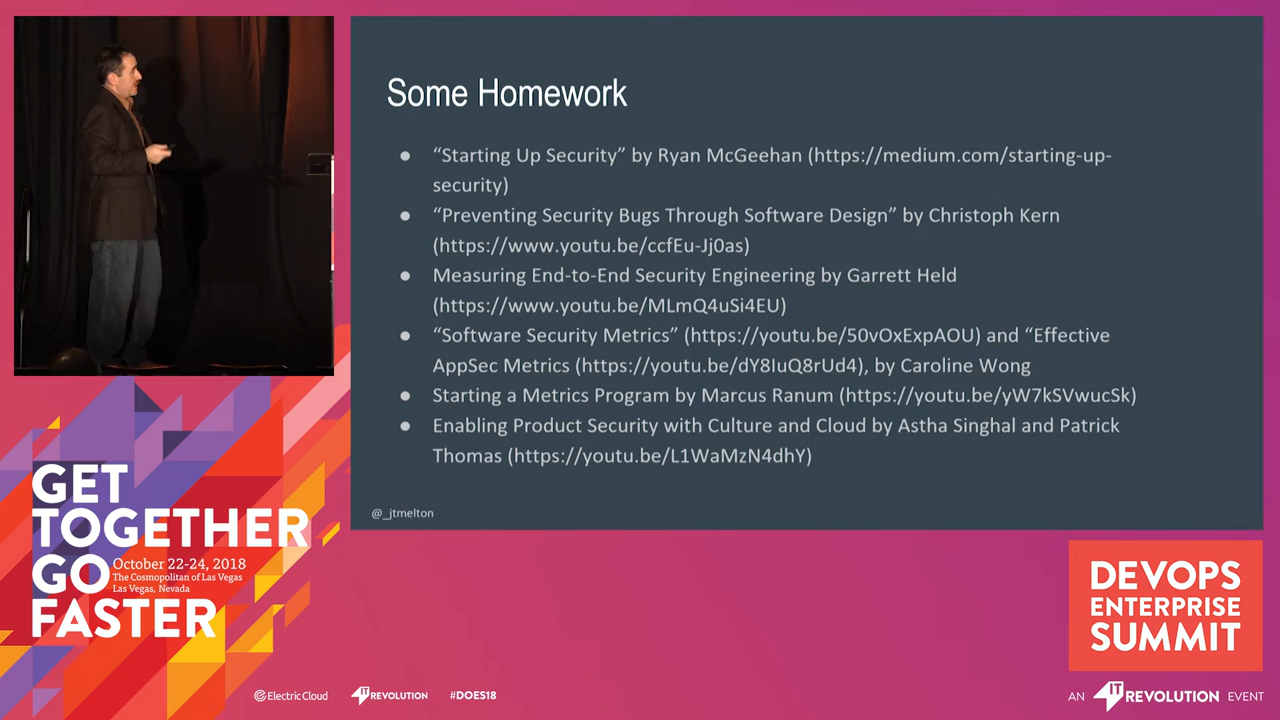 Some Homework
● “Starting Up Security” by Ryan McGeehan (https://medium.com/starting-up-
security)
● “Preventing Security Bugs Through Software Design” by Christoph Kern
(https://www.youtu.be/ccfEu-Jj0as)
● Measuring End-to-End Security Engineering by Garrett Held
(https://www.youtu.be/MLmQ4uSi4EU)
● “Software Security Metrics” (https://youtu.be/50vOxExpAOU) and “Effective
AppSec Metrics (https://youtu.be/dY8IuQ8rUd4), by Caroline Wong
● Starting a Metrics Program by Marcus Ranum (https://youtu.be/yW7kSVwucSk)
● Enabling Product Security with Culture and Cloud by Astha Singhal and Patrick
Thomas (https://youtu.be/L1WaMzN4dhY)
@_jtmelton
GET
TOGETHER
GO
October 22-24, 2018
The Cosmopolitan of Las Vegas
Las Vegas, Nevada
FASTER
DEVOPS
ENTERPRISE
SUMMIT
Electric Cloud
IT REVOLUTION
#DOES18
AN IT REVOLUTION EVENT